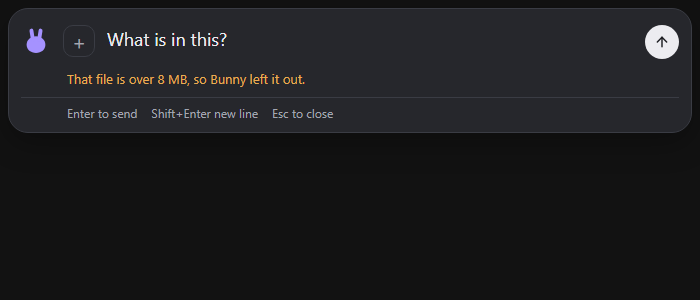 What is in this?
That file is over 8 MB, so Bunny left it out.
Enter to send Shift+Enter new line Esc to close